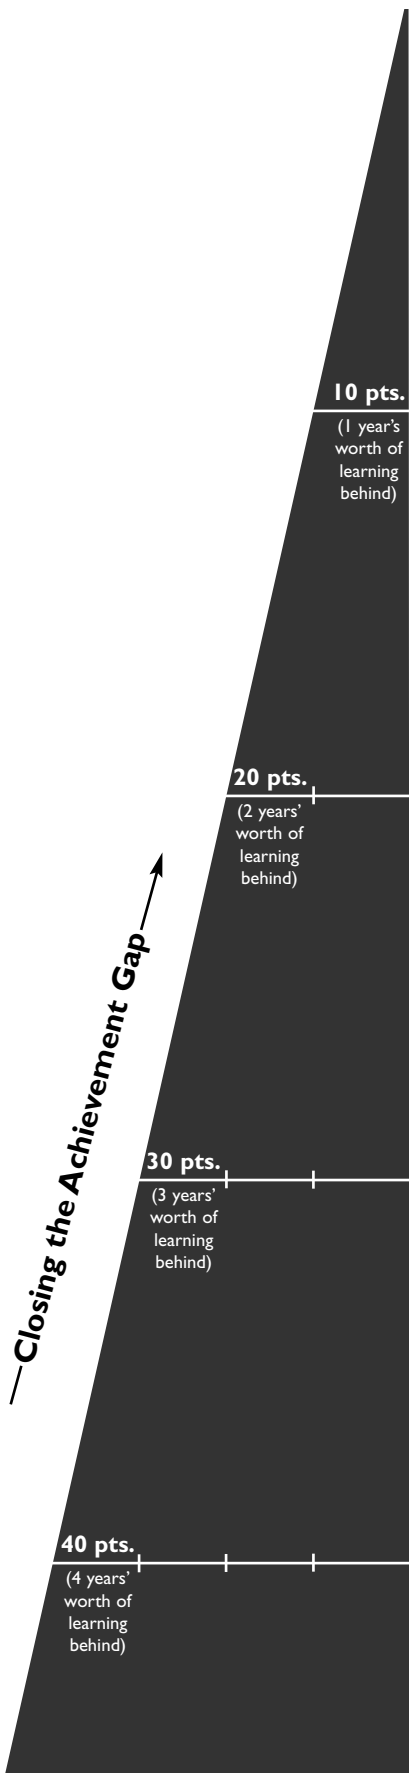 10 pts.
(1 year’s
worth of
learning
behind)
20 pts.
(2 years’
worth of
learning
behind)
Closing the Achievement Gap
30 pts.
(3 years’
worth of
learning
behind)
40 pts.
(4 years’
worth of
learning
behind)